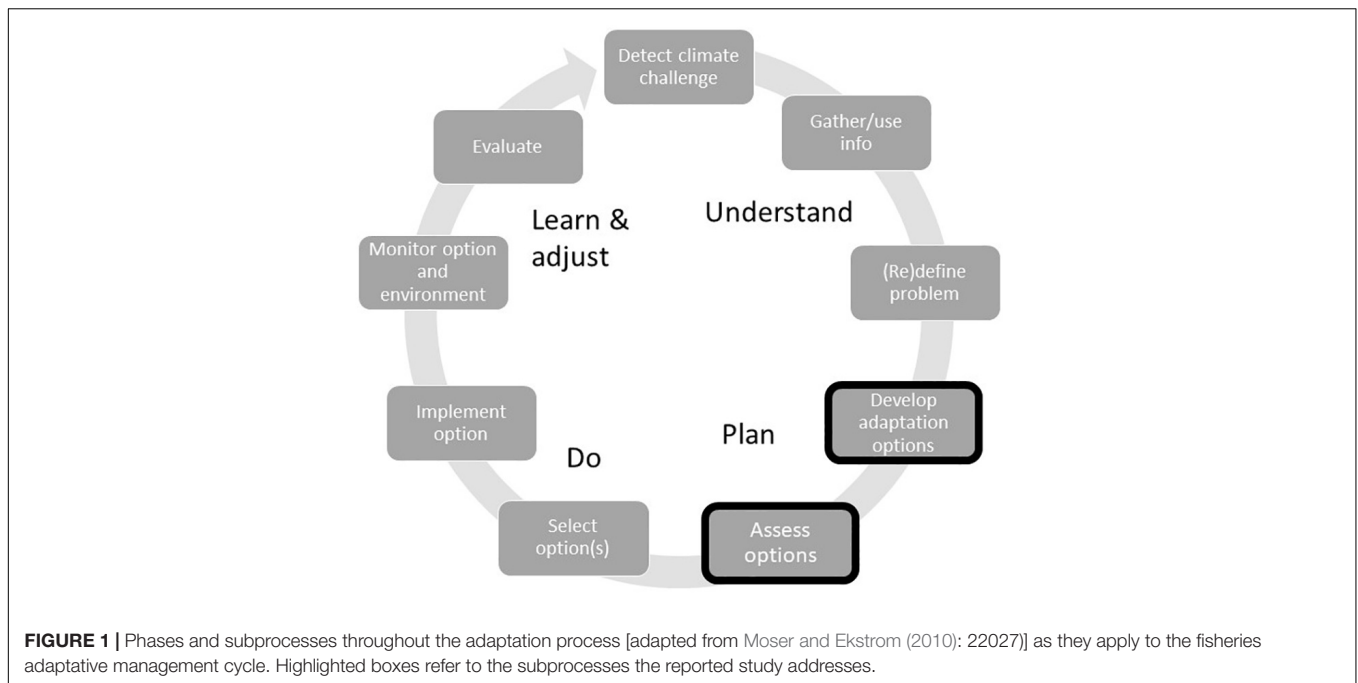 Detect climate
challenge
Gather/use
info
(Re)define
problem
Develop
adaptation
options
Assess
options
Select
option(s)
Implement
option
Monitor option
and
environment
Evaluate
Understand
Plan
Do
Learn &
adjust
FIGURE 1 | Phases and subprocesses throughout the adaptation process [adapted from Moser and Ekstrom (2010): 22027)] as they apply to the fisheries
adaptative management cycle. Highlighted boxes refer to the subprocesses the reported study addresses.